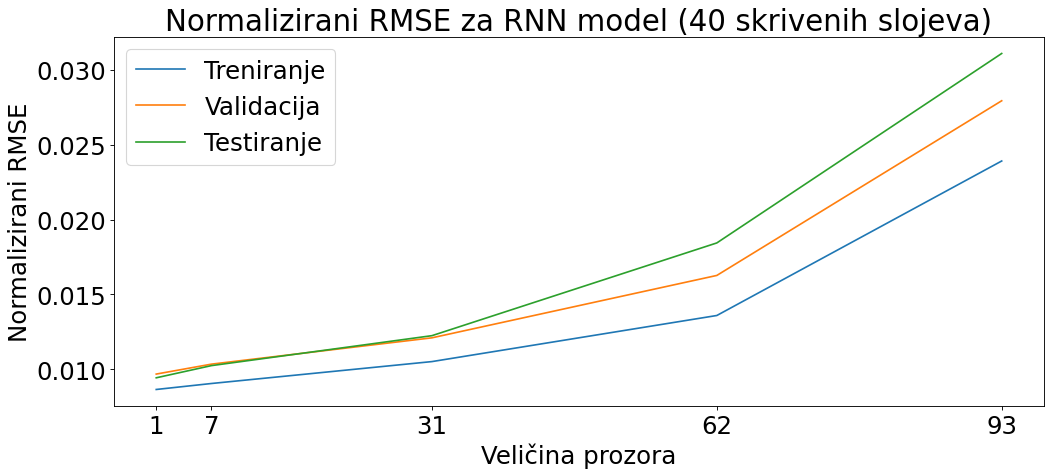 Normalizirani RMSE za RNN model (40 skrivenih slojeva)
Treniranje
Validacija
Testiranje
Normalizirani RMSE
0.030
0.025
0.020
0.015
0.010
1 7 31 62 93
Veličina prozora